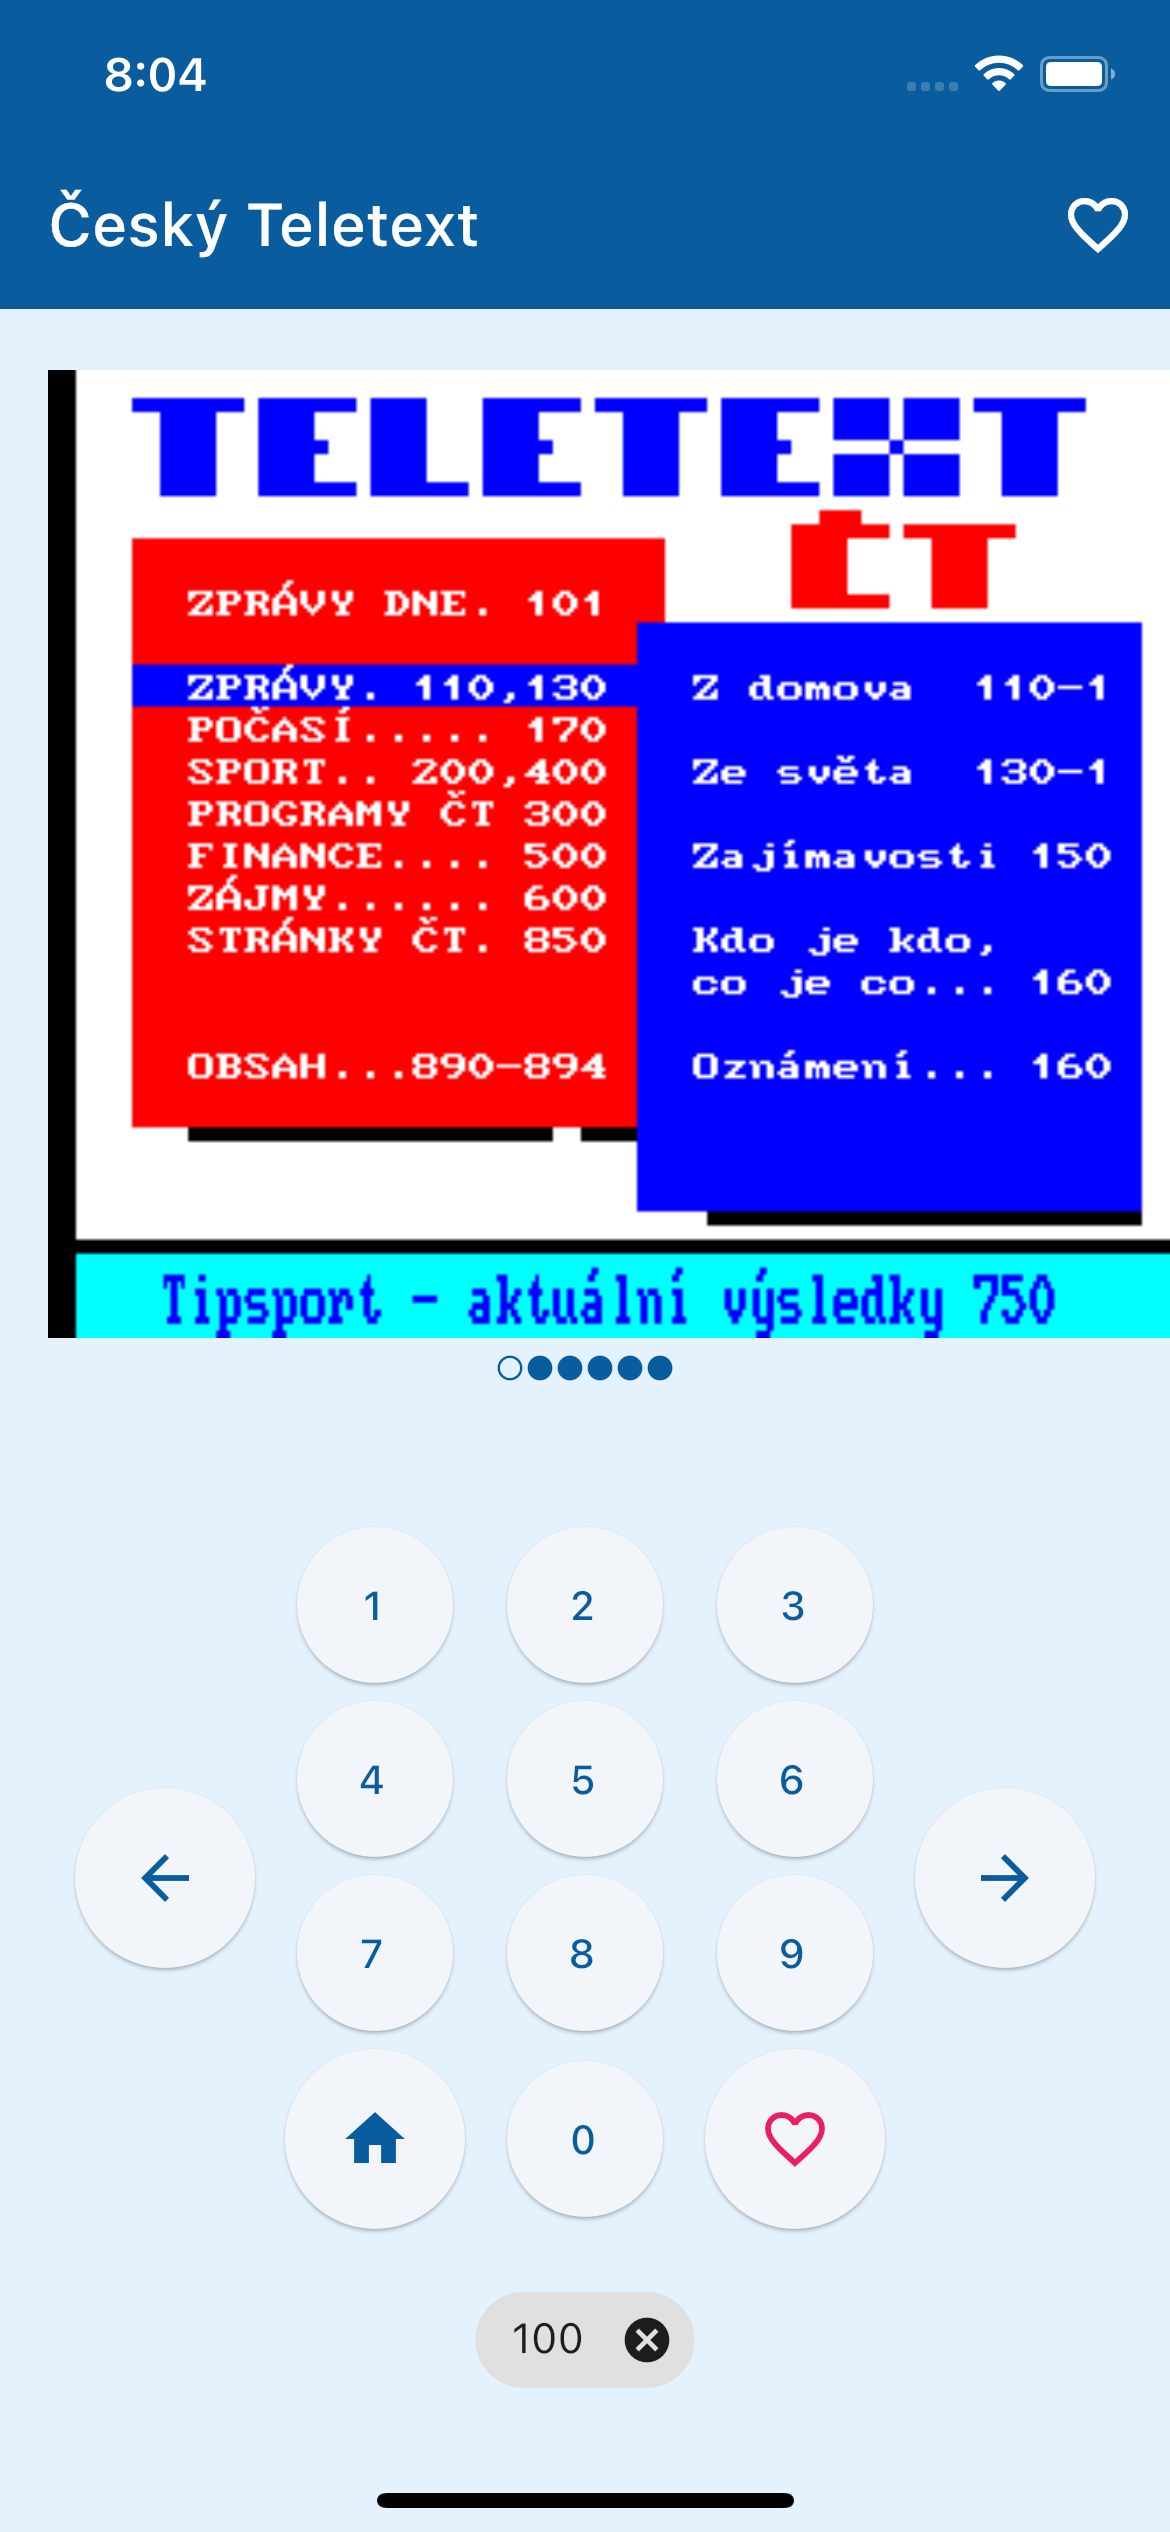 8:04
Český Teletext
TELETEXT
ČT
ZPRÁVY DNE. 101
ZPRÁVY. 110,130
POČASÍ..... 170
SPORT.. 200,400
PROGRAMY ČT 300
FINANCE.... 500
ZÁJMY...... 600
STRÁNKY ČT. 850
OBSAH...890-894
Z domova 110-1
Ze světa 130-1
Zajímavosti 150
Kdo je kdo,
co je co... 160
Oznámení... 160
Tipsport - aktuální výsledky 750
1 2 3
4 5 6
7 8 9
0
100